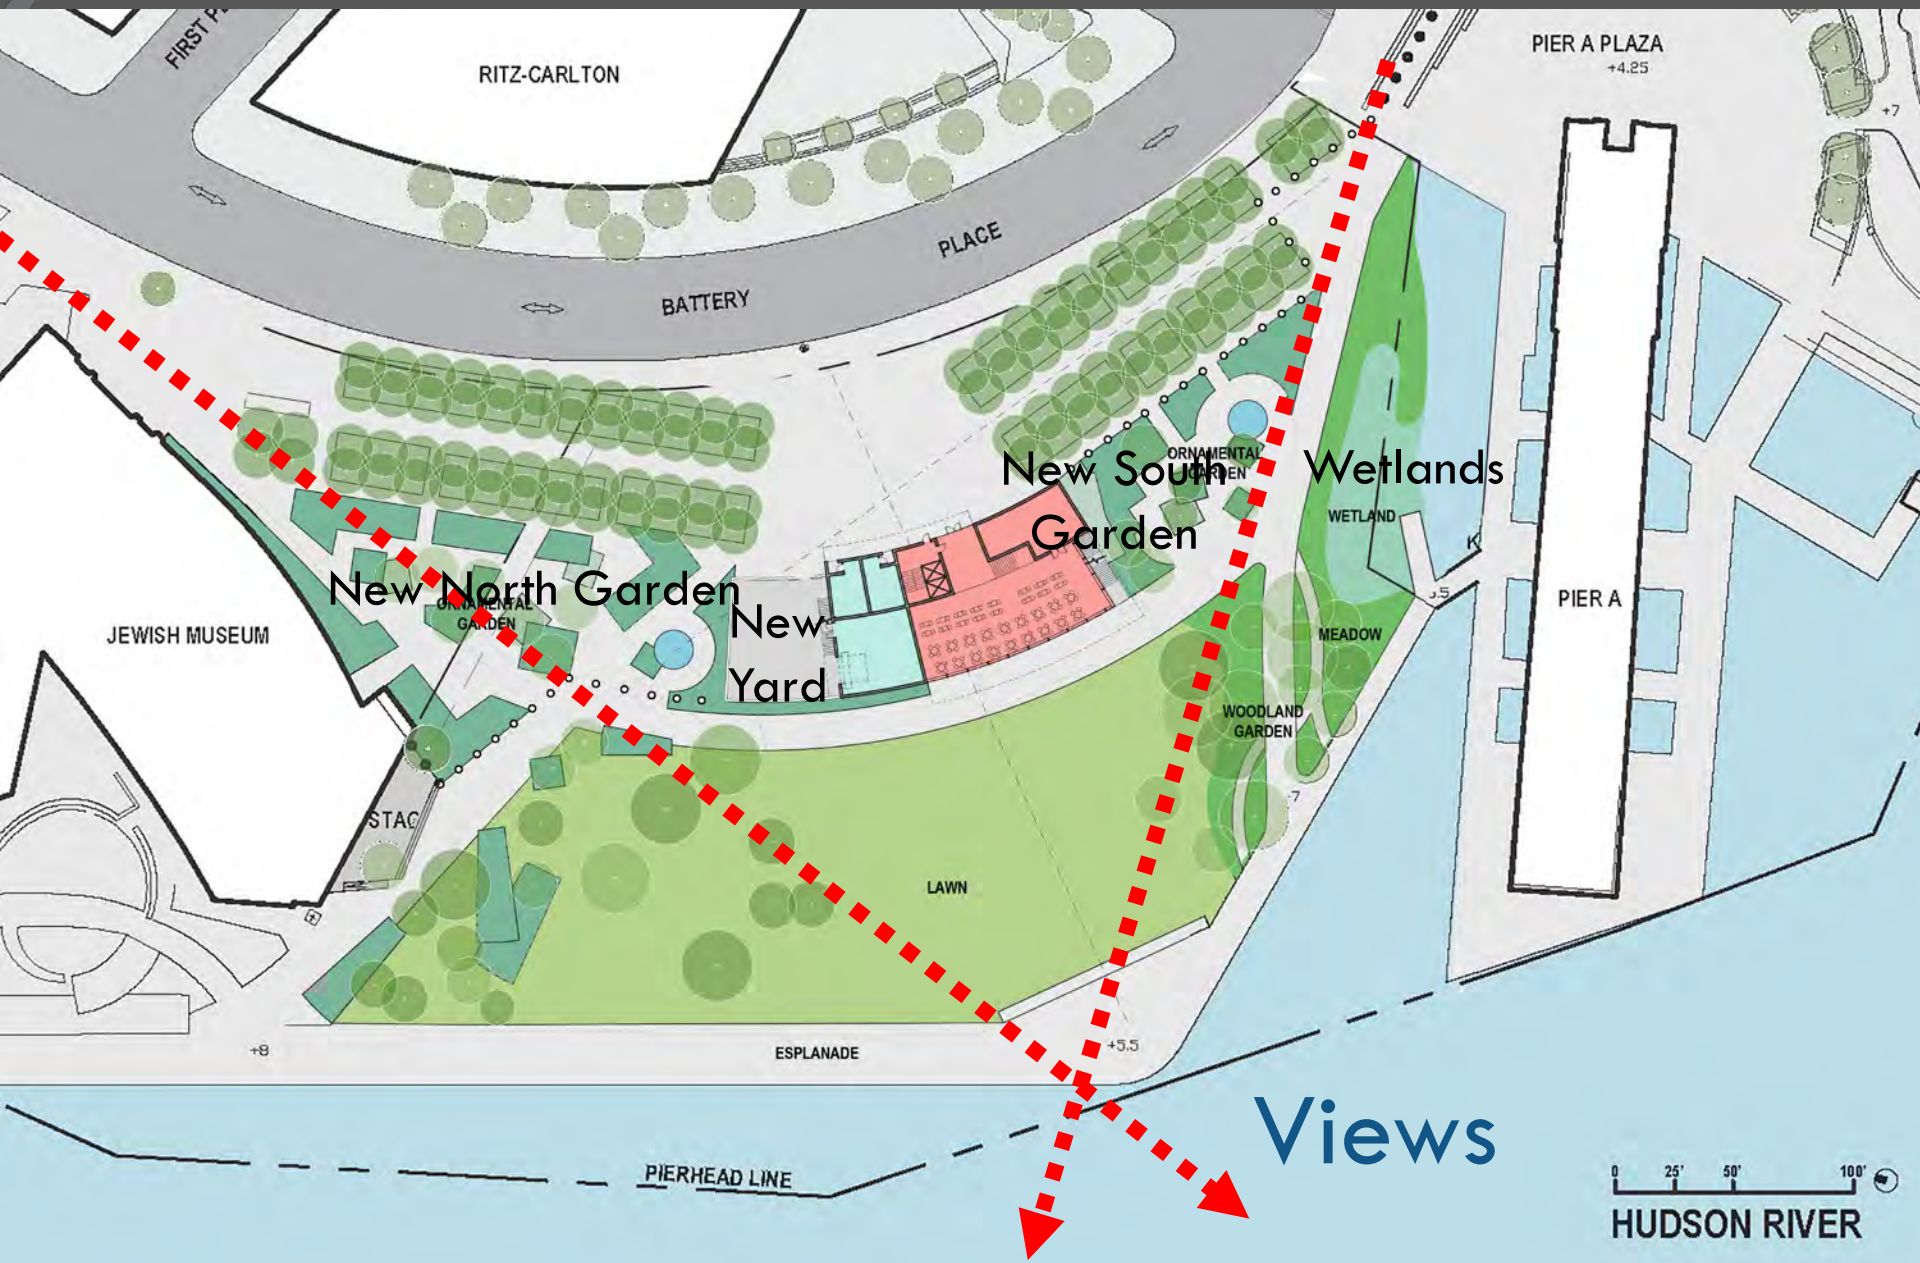 RITZ-CARLTON
PIER A PLAZA
+4.25
+7
PLACE
BATTERY
New South
Garden
ORNAMENTAL
Wetlands
WETLAND
New North Garden
ORNAMENTAL
GARDEN
New
Yard
JEWISH MUSEUM
PIER A
MEADOW
WOODLAND
GARDEN
LAWN
+8
ESPLANADE
+5.5
Views
PIERHEAD LINE
0 25' 50' 100'
HUDSON RIVER